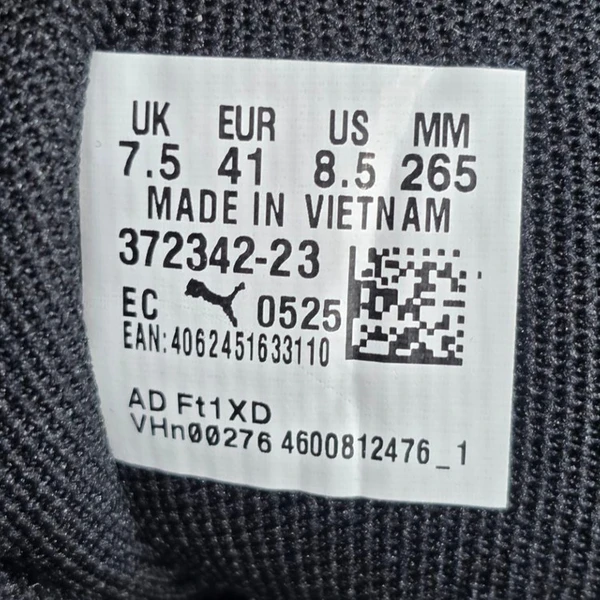 UK EUR US MM
7.5 41 8.5 265
MADE IN VIETNAM
372342-23
EC 0525
EAN:4062451633110
AD Ft1XD
VHn00276 4600812476_1